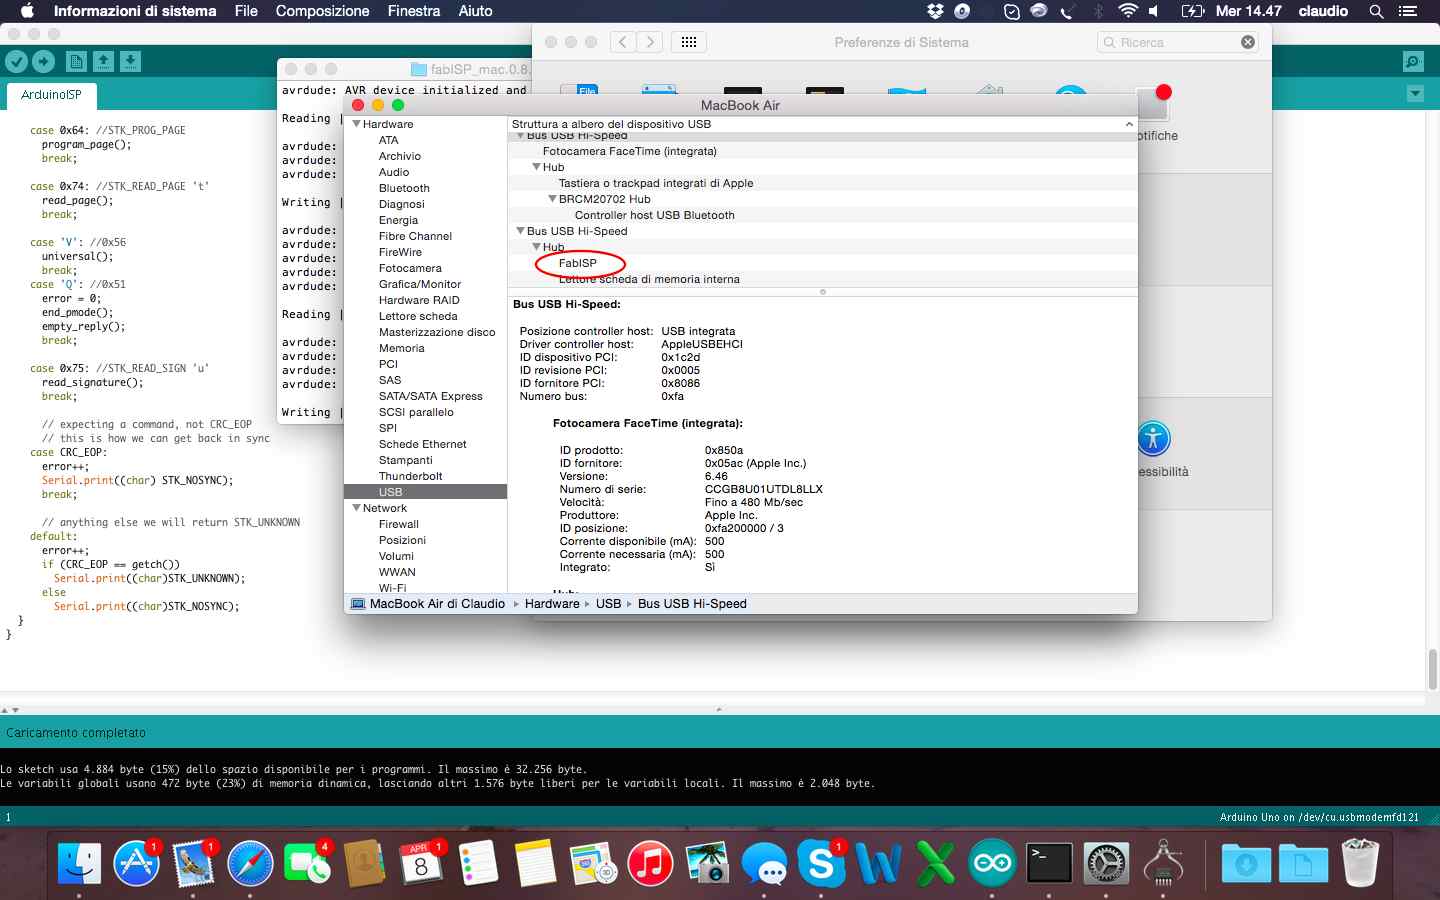 Informazioni di sistema File Composizione Finestra Aiuto
Mer 14.47 claudio
ArduinoISP
case 0x64: //STK_PROG_PAGE
program_page();
break;
case 0x74: //STK_READ_PAGE 't'
read_page();
break;
case 'V': //0x56
universal();
break;
case 'Q': //0x51
error = 0;
end_pmode();
empty_reply();
break;
case 0x75: //STK_READ_SIGN 'u'
read_signature();
break;
// expecting a command, not CRC_EOP
// this is how we can get back in sync
case CRC_EOP:
error++;
Serial.print((char) STK_NOSYNC);
break;
// anything else we will return STK_UNKNOWN
default:
error++;
if (CRC_EOP == getch())
Serial.print((char)STK_UNKNOWN);
else
Serial.print((char)STK_NOSYNC);
}
}
fabISP_mac.0.8.
avrdude: AVR device initialized and
Reading |
avrdude:
avrdude:
avrdude:
Writing |
avrdude:
avrdude:
avrdude:
avrdude:
avrdude:
Reading |
avrdude:
avrdude:
avrdude:
avrdude:
Writing |
Preferenze di Sistema
Ricerca
File
otifiche
essibilità
MacBook Air
Hardware
ATA
Archivio
Audio
Bluetooth
Diagnosi
Energia
Fibre Channel
FireWire
Fotocamera
Grafica/Monitor
Hardware RAID
Lettore scheda
Masterizzazione disco
Memoria
PCI
SAS
SATA/SATA Express
SCSI parallelo
SPI
Schede Ethernet
Stampanti
Thunderbolt
USB
Network
Firewall
Posizioni
Volumi
WWAN
Wi-Fi
Struttura a albero del dispositivo USB
Bus USB Hi-Speed
Fotocamera FaceTime (integrata)
Hub
Tastiera o trackpad integrati di Apple
BRCM20702 Hub
Controller host USB Bluetooth
Bus USB Hi-Speed
Hub
FabISP
Lettore scheda di memoria interna
Bus USB Hi-Speed:
Posizione controller host: USB integrata
Driver controller host: AppleUSBEHCI
ID dispositivo PCI: 0x1c2d
ID revisione PCI: 0x0005
ID fornitore PCI: 0x8086
Numero bus: 0xfa
Fotocamera FaceTime (integrata):
ID prodotto: 0x850a
ID fornitore: 0x05ac (Apple Inc.)
Versione: 6.46
Numero di serie: CCGB8U01UTDL8LLX
Velocità: Fino a 480 Mb/sec
Produttore: Apple Inc.
ID posizione: 0xfa200000 / 3
Corrente disponibile (mA): 500
Corrente necessaria (mA): 500
Integrato: Sì
Hub:
MacBook Air di Claudio Hardware USB Bus USB Hi-Speed
Caricamento completato
Lo sketch usa 4.884 byte (15%) dello spazio disponibile per i programmi. Il massimo è 32.256 byte.
Le variabili globali usano 472 byte (23%) di memoria dinamica, lasciando altri 1.576 byte liberi per le variabili locali. Il massimo è 2.048 byte.
1
Arduino Uno on /dev/cu.usbmodemfd121
1
1
4
APR
8
1
1